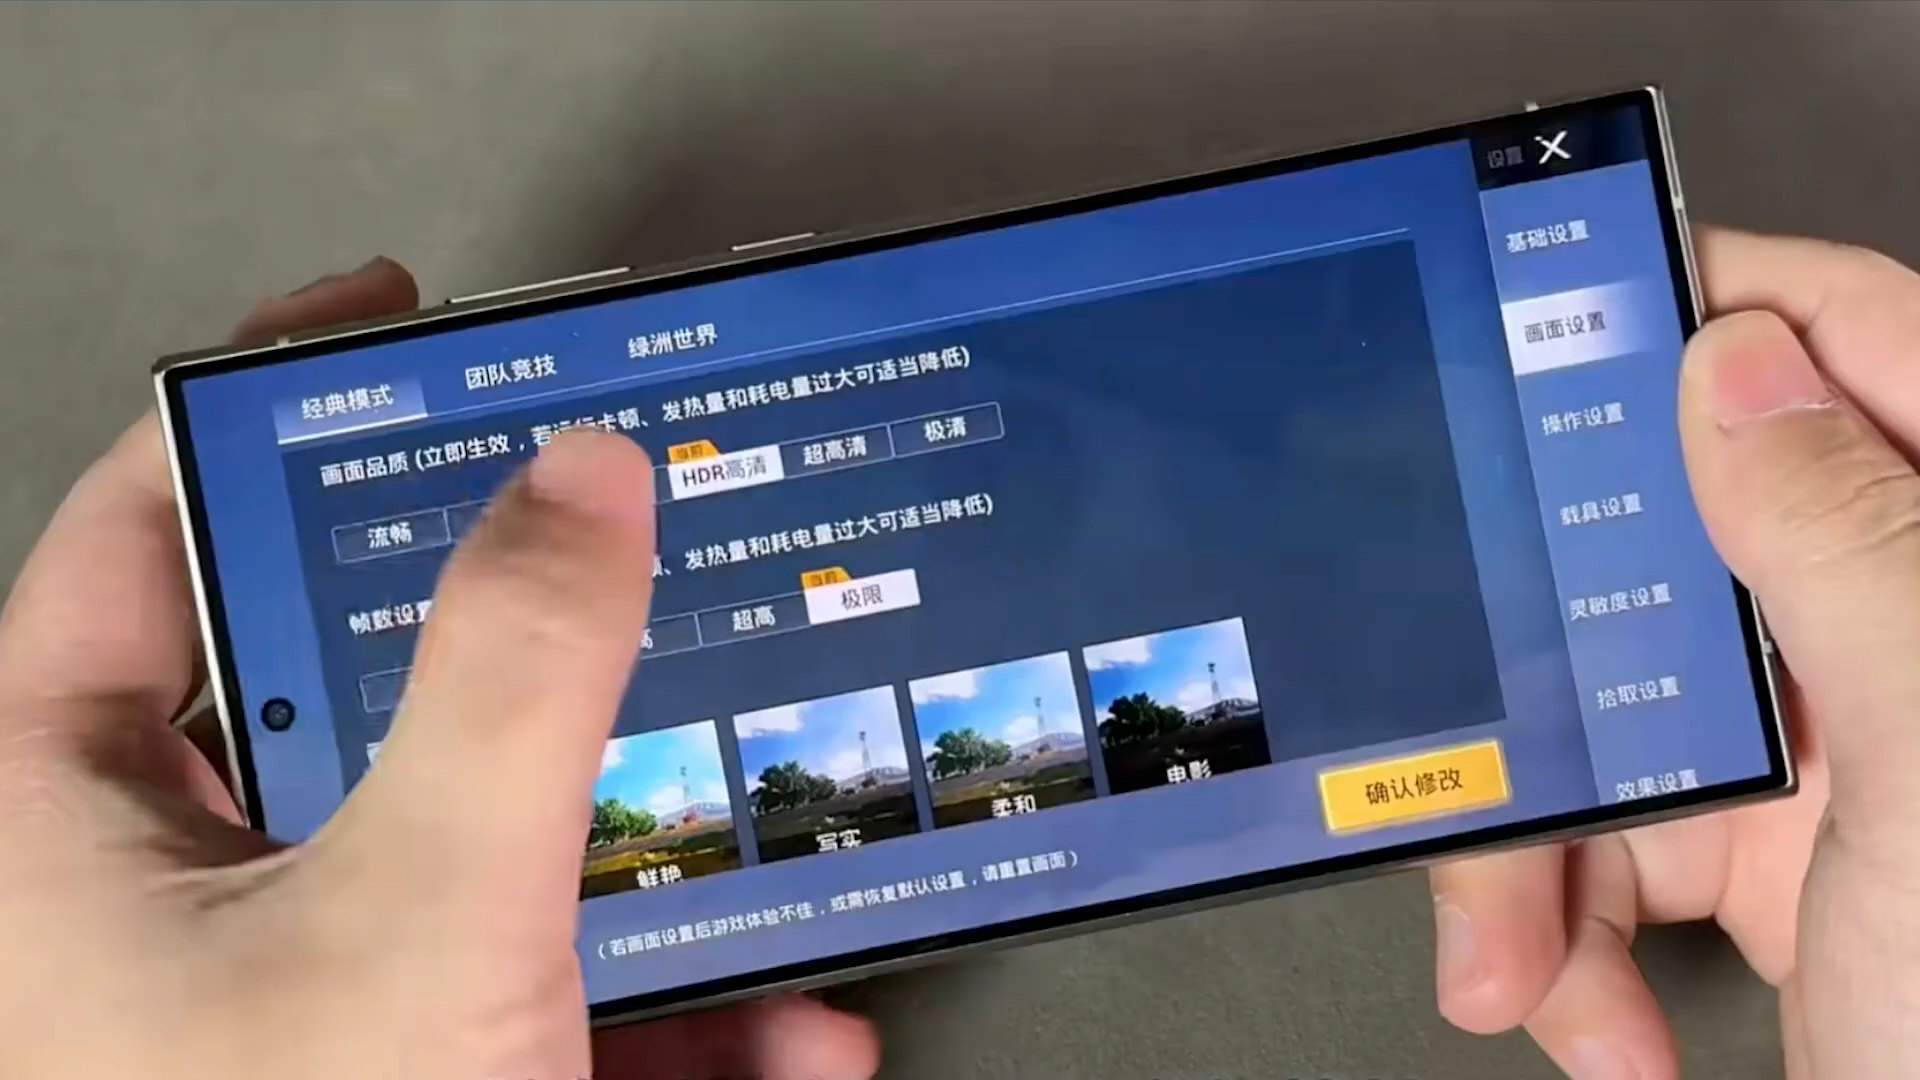 设置
经典模式
团队竞技
绿洲世界
画面品质 (立即生效，若运行卡顿、发热量和耗电量过大可适当降低)
流畅
当前
HDR高清
超高清
极清
帧数设置
、发热量和耗电量过大可适当降低)
高
超高
当前
极限
鲜艳
写实
柔和
电影
确认修改
（若画面设置后游戏体验不佳，或需恢复默认设置，请重置画面）
基础设置
画面设置
操作设置
载具设置
灵敏度设置
拾取设置
效果设置